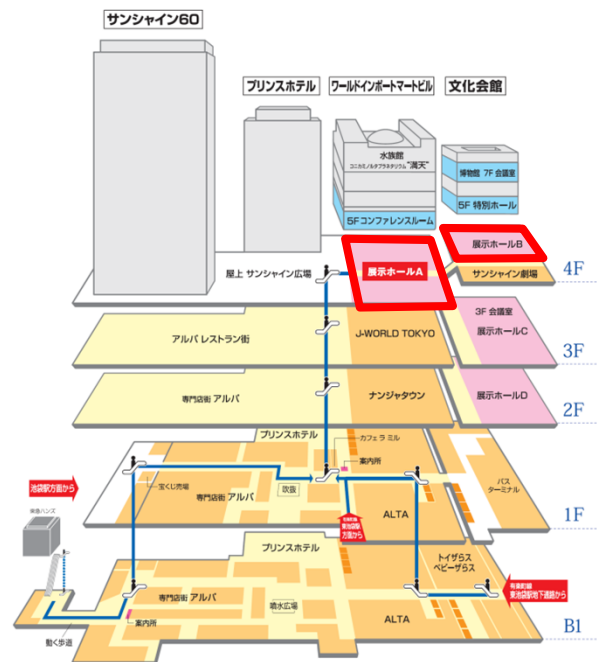 サンシャイン60
プリンスホテル
ワールドインポートマートビル
文化会館
水族館
コニカミノルタプラネタリウム "満天"
博物館 7F 会議室
5F 特別ホール
5Fコンファレンスルーム
展示ホールB
展示ホールA
屋上 サンシャイン広場
サンシャイン劇場
4F
3F 会議室
アルパ レストラン街
J-WORLD TOKYO
展示ホールC
3F
専門店街 アルパ
ナンジャタウン
展示ホールD
2F
プリンスホテル
カフェ ラ ミル
案内所
池袋駅方面から
宝くじ売場
専門店街 アルパ
吹抜
バス
ターミナル
ALTA
東池袋駅
方面から
1F
東急ハンズ
プリンスホテル
トイザらス
ベビーザらス
専門店街 アルパ
噴水広場
有楽町線
東池袋駅地下通路から
案内所
ALTA
働く歩道
B1